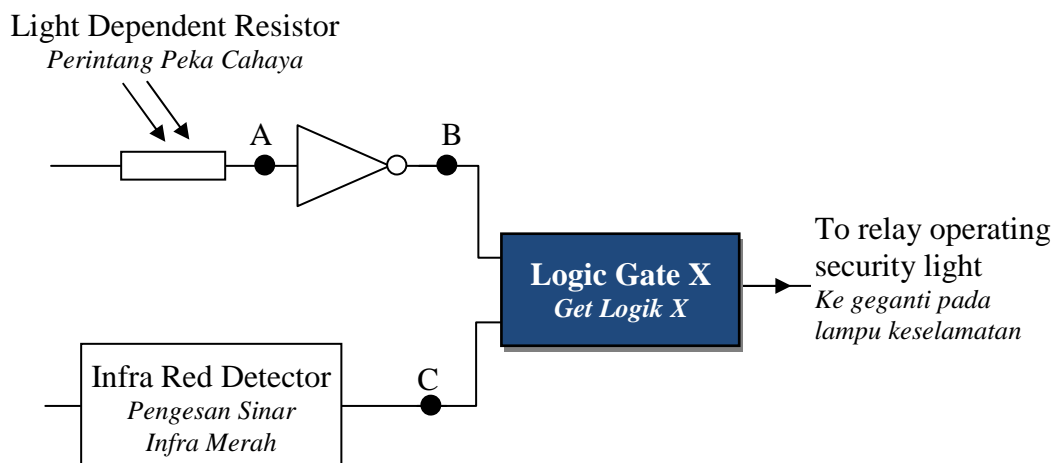 Light Dependent Resistor
Perintang Peka Cahaya
A
B
Logic Gate X
Get Logik X
To relay operating
security light
Ke geganti pada
lampu keselamatan
Infra Red Detector
Pengesan Sinar
Infra Merah
C